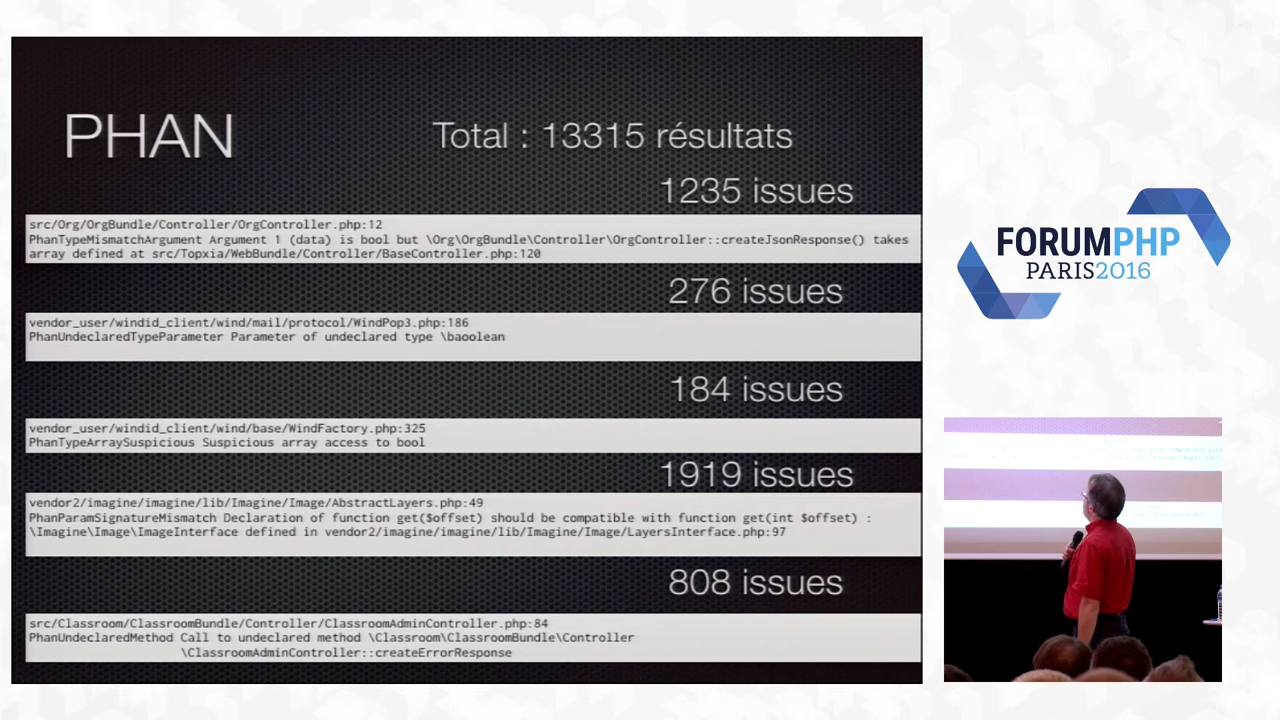 PHAN
Total : 13315 résultats
1235 issues
src/Org/OrgBundle/Controller/OrgController.php:12
PhanTypeMismatchArgument Argument 1 (data) is bool but \Org\OrgBundle\Controller\OrgController::createJsonResponse() takes
array defined at src/Topxia/WebBundle/Controller/BaseController.php:120
276 issues
vendor_user/windid_client/wind/mail/protocol/WindPop3.php:186
PhanUndeclaredTypeParameter Parameter of undeclared type \baoolean
184 issues
vendor_user/windid_client/wind/base/WindFactory.php:325
PhanTypeArraySuspicious Suspicious array access to bool
1919 issues
vendor2/imagine/imagine/lib/Imagine/Image/AbstractLayers.php:49
PhanParamSignatureMismatch Declaration of function get($offset) should be compatible with function get(int $offset) :
\Imagine\Image\ImageInterface defined in vendor2/imagine/imagine/lib/Imagine/Image/LayersInterface.php:97
808 issues
src/Classroom/ClassroomBundle/Controller/ClassroomAdminController.php:84
PhanUndeclaredMethod Call to undeclared method \Classroom\ClassroomBundle\Controller
\ClassroomAdminController::createErrorResponse
FORUMPHP
PARIS2016